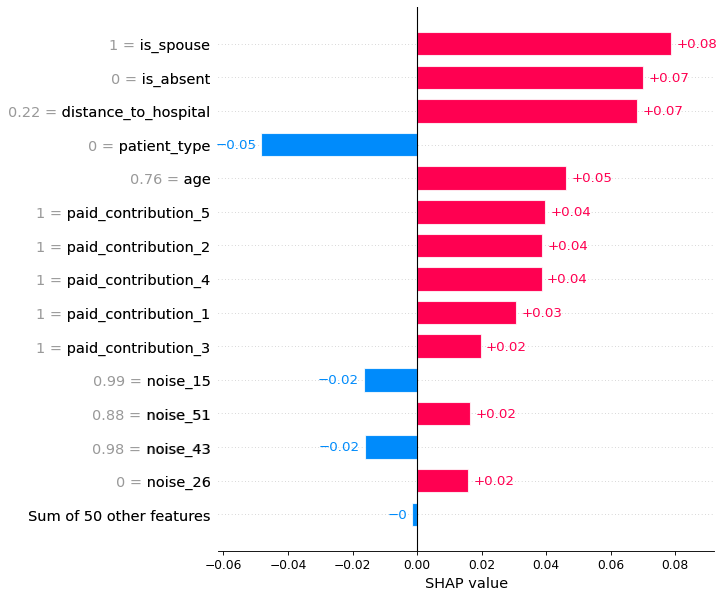 1 = is_spouse +0.08
0 = is_absent +0.07
0.22 = distance_to_hospital +0.07
0 = patient_type −0.05
0.76 = age +0.05
1 = paid_contribution_5 +0.04
1 = paid_contribution_2 +0.04
1 = paid_contribution_4 +0.04
1 = paid_contribution_1 +0.03
1 = paid_contribution_3 +0.02
0.99 = noise_15 −0.02
0.88 = noise_51 +0.02
0.98 = noise_43 −0.02
0 = noise_26 +0.02
Sum of 50 other features −0
−0.06 −0.04 −0.02 0.00 0.02 0.04 0.06 0.08
SHAP value